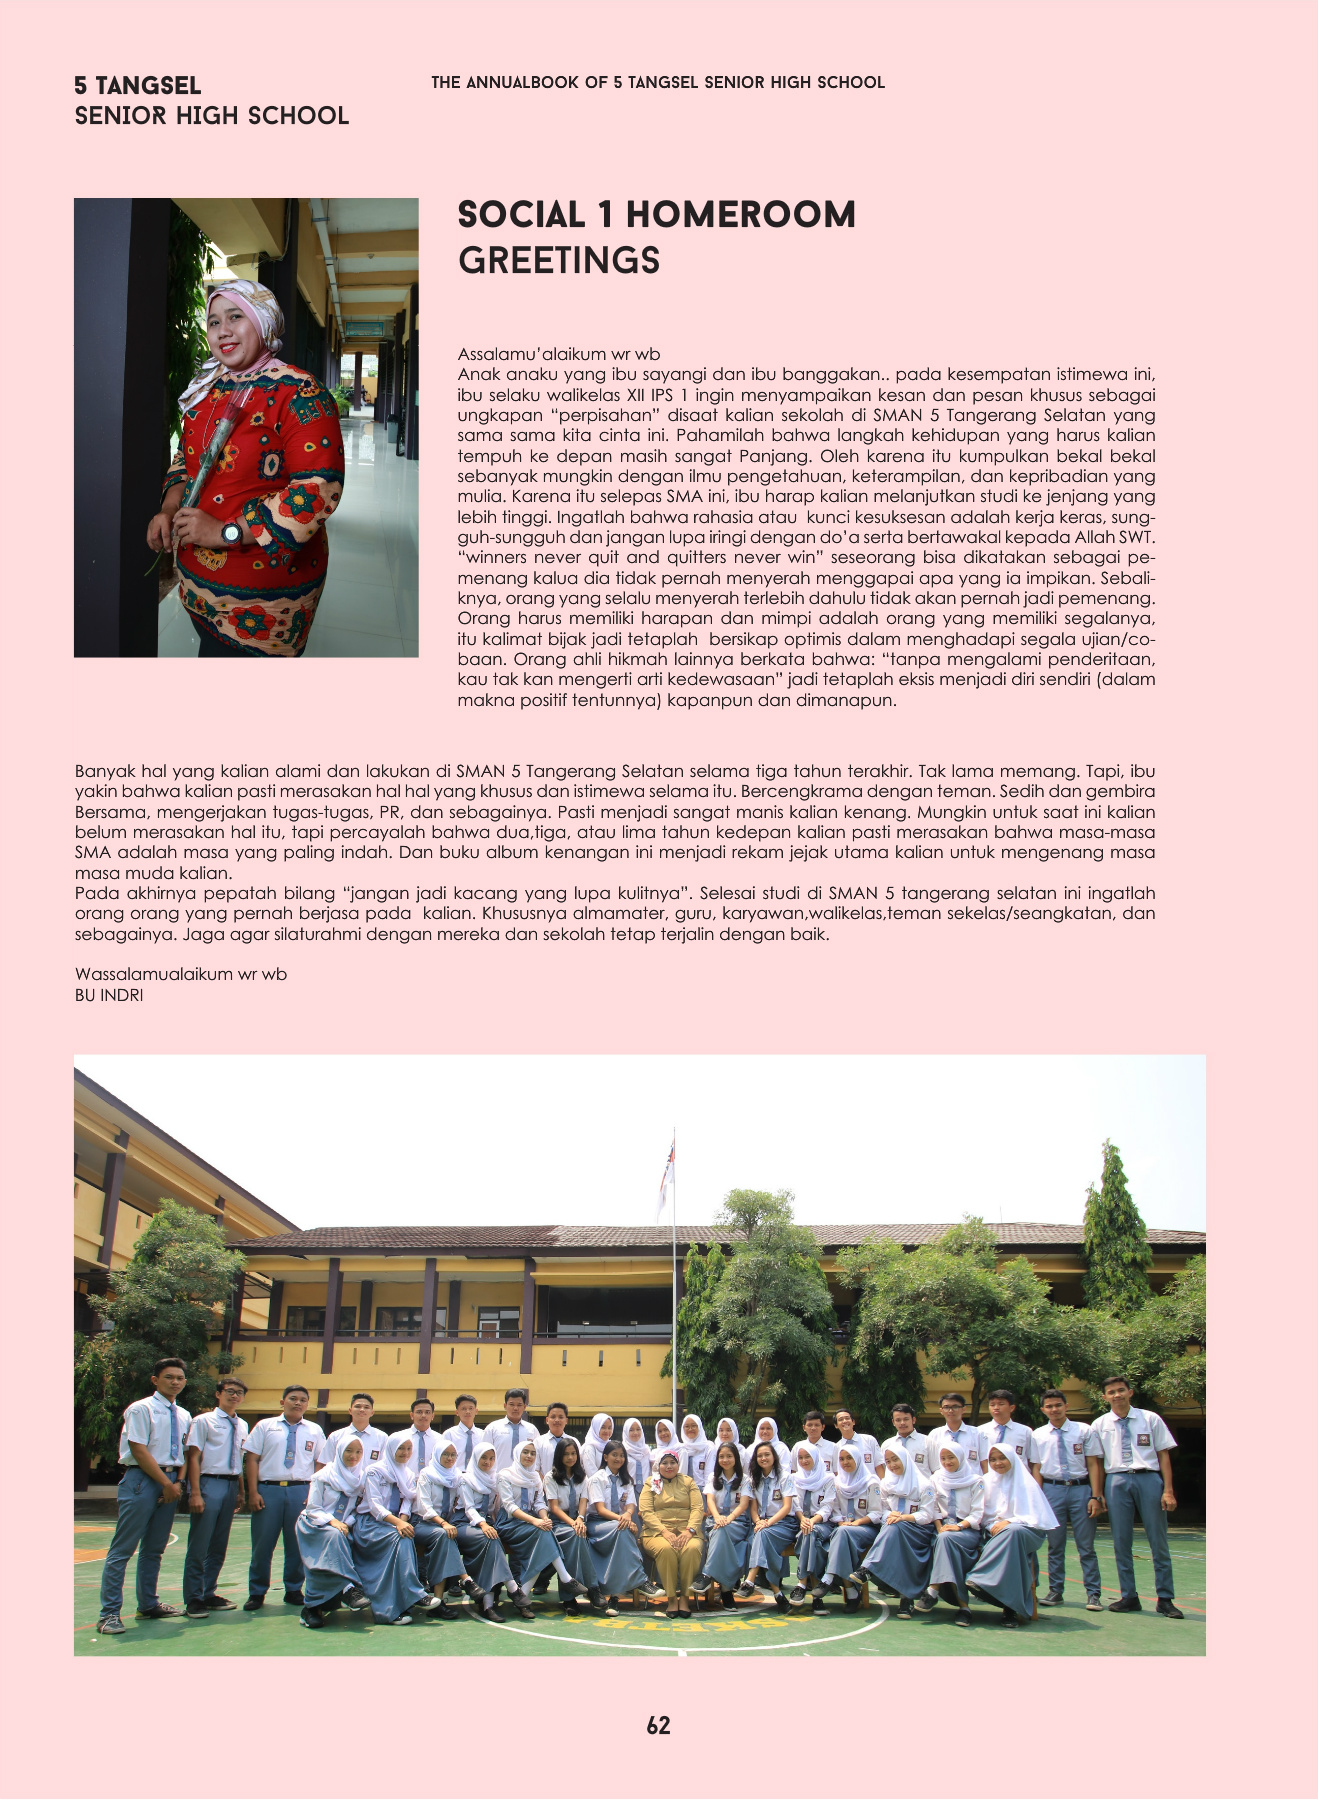 5 TANGSEL
SENIOR HIGH SCHOOL
THE ANNUALBOOK OF 5 TANGSEL SENIOR HIGH SCHOOL
SOCIAL 1 HOMEROOM
GREETINGS
Assalamu’alaikum wr wb
Anak anaku yang ibu sayangi dan ibu banggakan.. pada kesempatan istimewa ini,
ibu selaku walikelas XII IPS 1 ingin menyampaikan kesan dan pesan khusus sebagai
ungkapan “perpisahan” disaat kalian sekolah di SMAN 5 Tangerang Selatan yang
sama sama kita cinta ini. Pahamilah bahwa langkah kehidupan yang harus kalian
tempuh ke depan masih sangat Panjang. Oleh karena itu kumpulkan bekal bekal
sebanyak mungkin dengan ilmu pengetahuan, keterampilan, dan kepribadian yang
mulia. Karena itu selepas SMA ini, ibu harap kalian melanjutkan studi ke jenjang yang
lebih tinggi. Ingatlah bahwa rahasia atau kunci kesuksesan adalah kerja keras, sung-
guh-sungguh dan jangan lupa iringi dengan do’a serta bertawakal kepada Allah SWT.
“winners never quit and quitters never win” seseorang bisa dikatakan sebagai pe-
menang kalua dia tidak pernah menyerah menggapai apa yang ia impikan. Sebali-
knya, orang yang selalu menyerah terlebih dahulu tidak akan pernah jadi pemenang.
Orang harus memiliki harapan dan mimpi adalah orang yang memiliki segalanya,
itu kalimat bijak jadi tetaplah bersikap optimis dalam menghadapi segala ujian/co-
baan. Orang ahli hikmah lainnya berkata bahwa: “tanpa mengalami penderitaan,
kau tak kan mengerti arti kedewasaan” jadi tetaplah eksis menjadi diri sendiri (dalam
makna positif tentunnya) kapanpun dan dimanapun.
Banyak hal yang kalian alami dan lakukan di SMAN 5 Tangerang Selatan selama tiga tahun terakhir. Tak lama memang. Tapi, ibu
yakin bahwa kalian pasti merasakan hal hal yang khusus dan istimewa selama itu. Bercengkrama dengan teman. Sedih dan gembira
Bersama, mengerjakan tugas-tugas, PR, dan sebagainya. Pasti menjadi sangat manis kalian kenang. Mungkin untuk saat ini kalian
belum merasakan hal itu, tapi percayalah bahwa dua,tiga, atau lima tahun kedepan kalian pasti merasakan bahwa masa-masa
SMA adalah masa yang paling indah. Dan buku album kenangan ini menjadi rekam jejak utama kalian untuk mengenang masa
masa muda kalian.
Pada akhirnya pepatah bilang “jangan jadi kacang yang lupa kulitnya”. Selesai studi di SMAN 5 tangerang selatan ini ingatlah
orang orang yang pernah berjasa pada kalian. Khususnya almamater, guru, karyawan,walikelas,teman sekelas/seangkatan, dan
sebagainya. Jaga agar silaturahmi dengan mereka dan sekolah tetap terjalin dengan baik.
Wassalamualaikum wr wb
BU INDRI
62